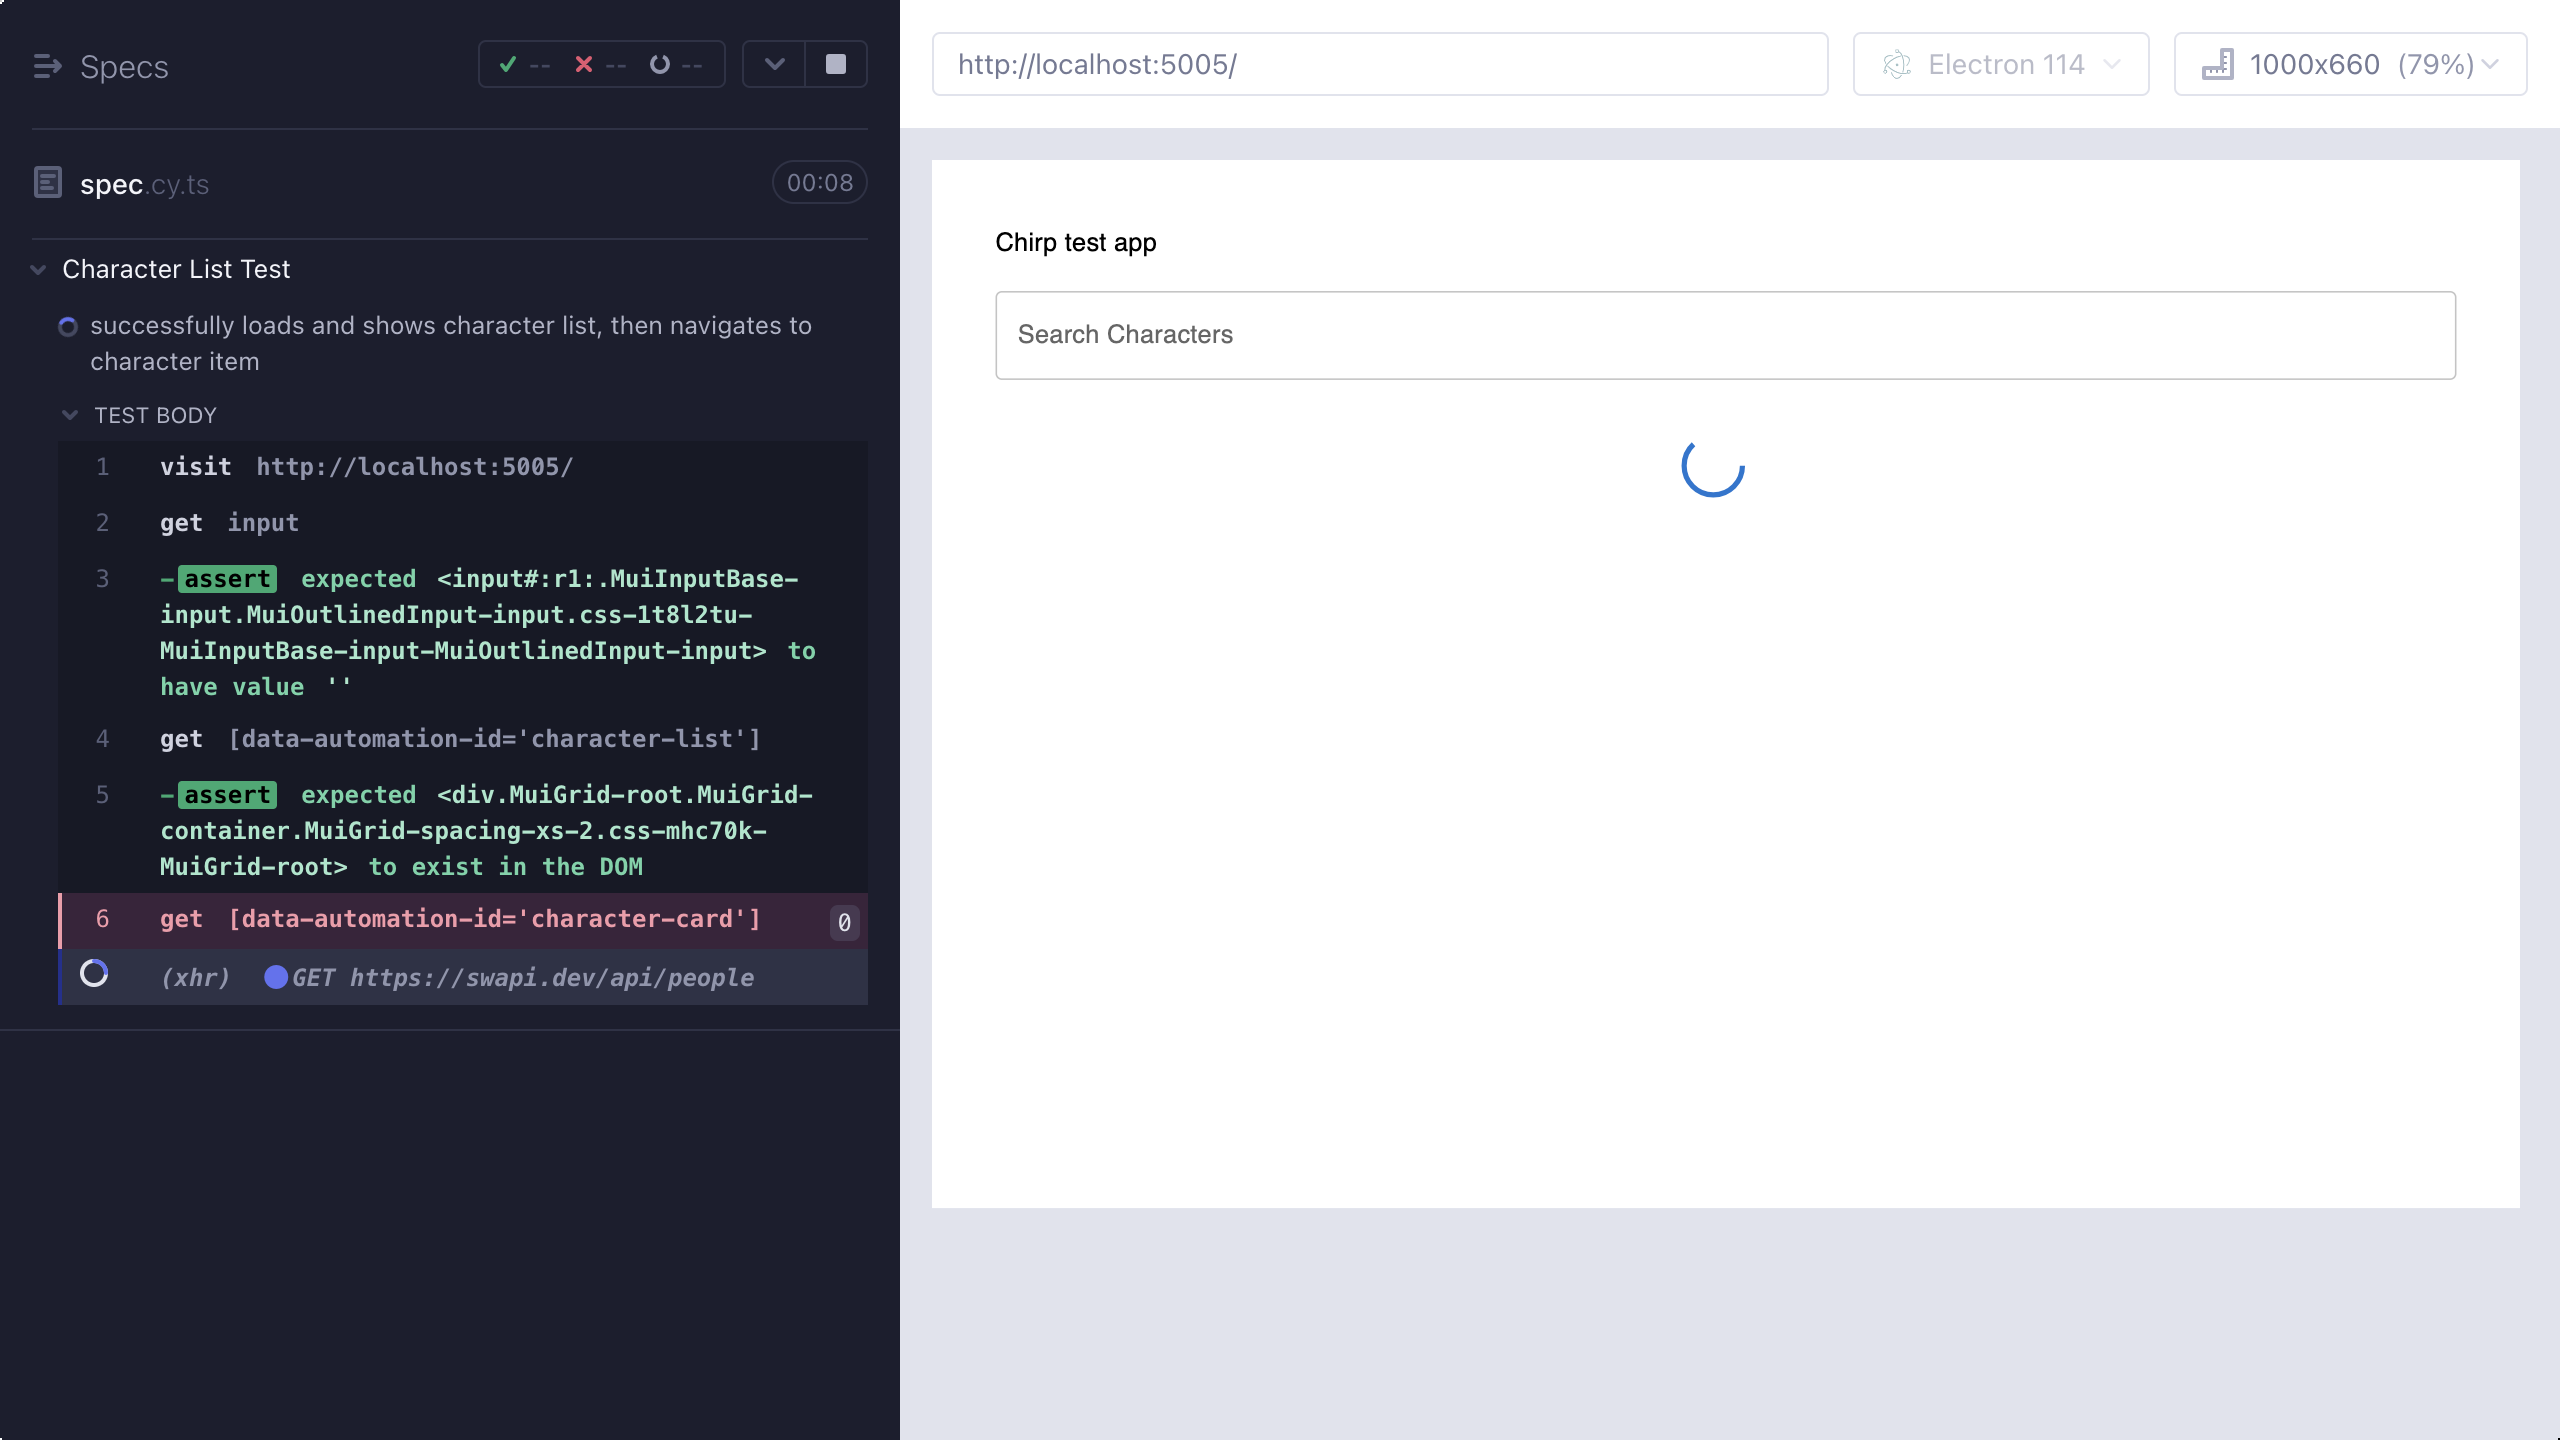 Specs
-- -- --
spec.cy.ts
00:08
Character List Test
successfully loads and shows character list, then navigates to
character item
TEST BODY
1 visit http://localhost:5005/
2 get input
3 -assert expected <input#:r1:.MuiInputBase-
input.MuiOutlinedInput-input.css-1t8l2tu-
MuiInputBase-input-MuiOutlinedInput-input> to
have value ''
4 get [data-automation-id='character-list']
5 -assert expected <div.MuiGrid-root.MuiGrid-
container.MuiGrid-spacing-xs-2.css-mhc70k-
MuiGrid-root> to exist in the DOM
6 get [data-automation-id='character-card'] 0
(xhr) GET https://swapi.dev/api/people
http://localhost:5005/
Electron 114
1000x660 (79%)
Chirp test app
Search Characters